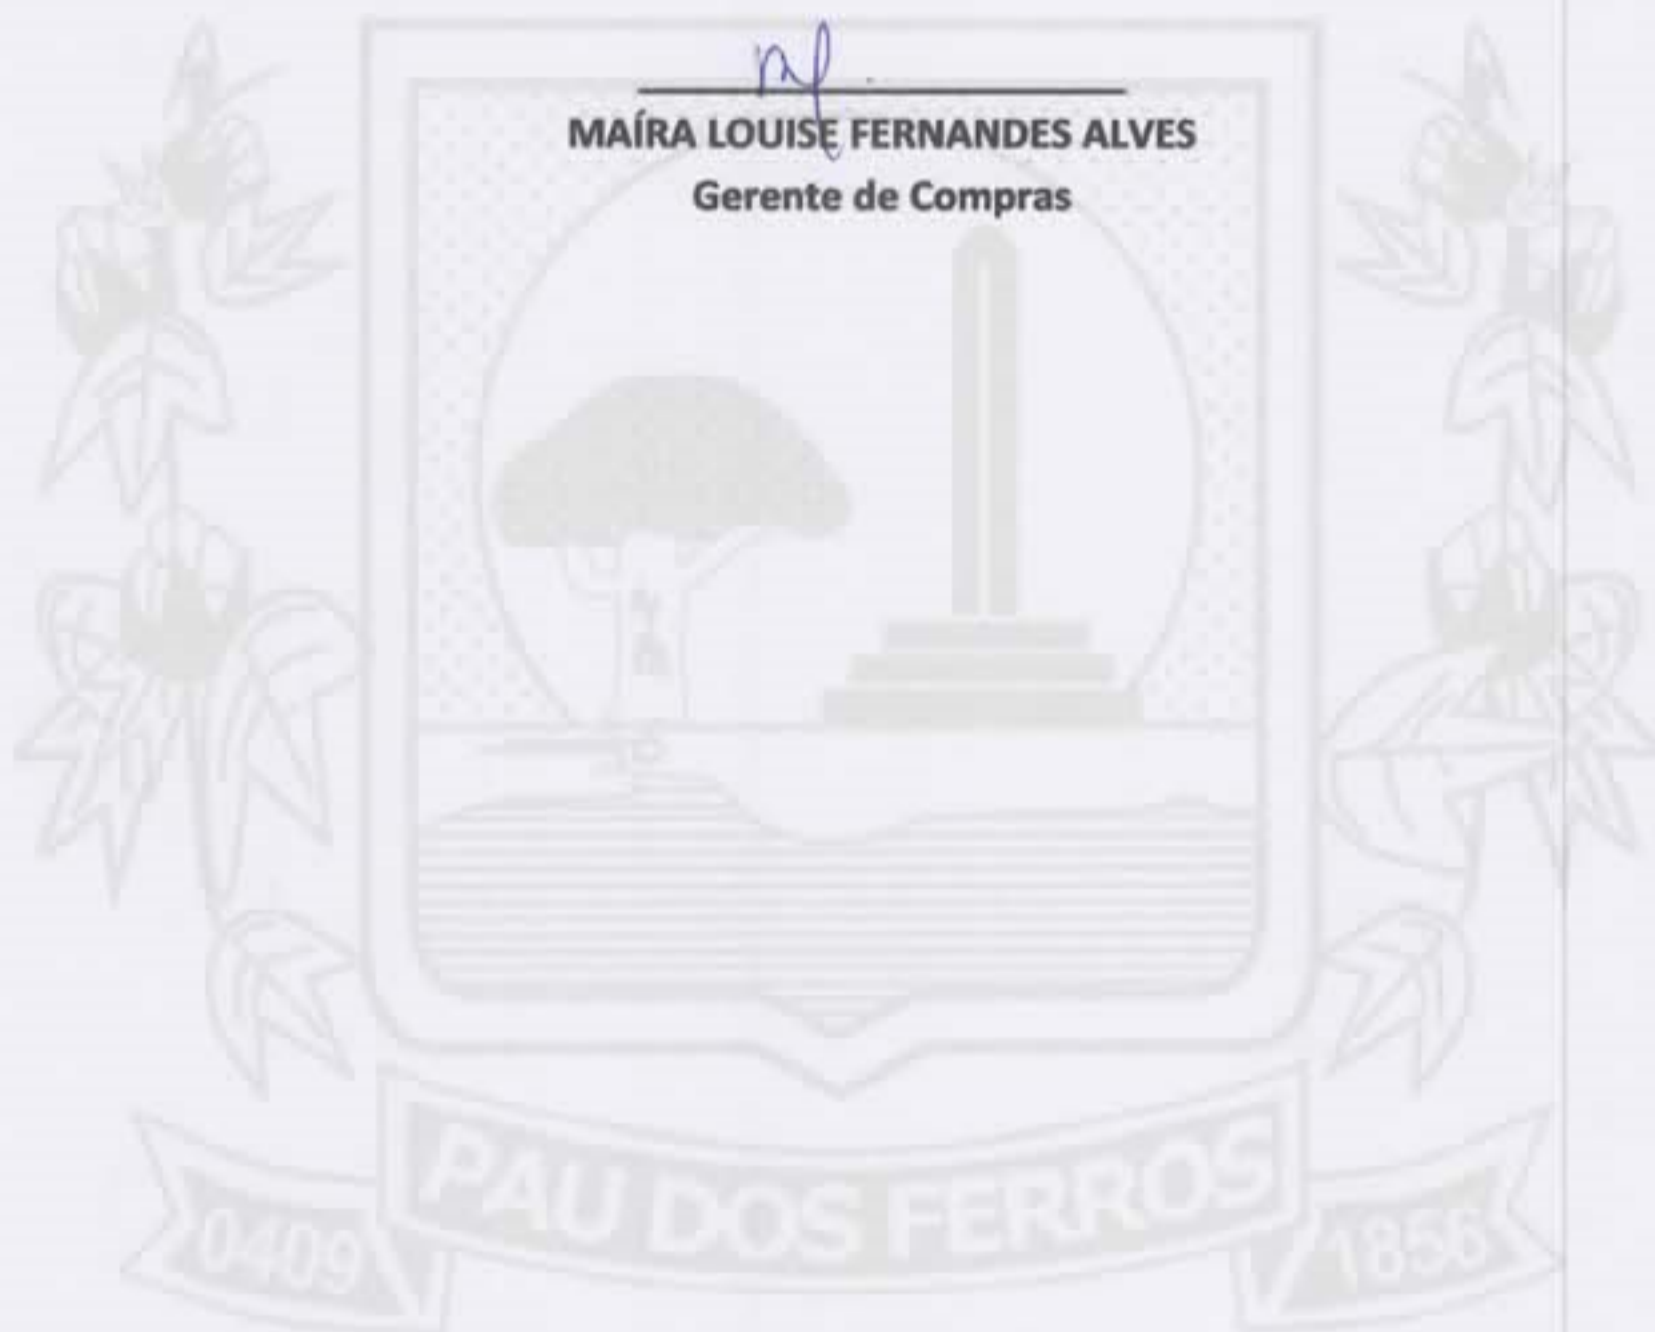 MAÍRA LOUISE FERNANDES ALVES
Gerente de Compras
PAU DOS FERROS
0409
1856